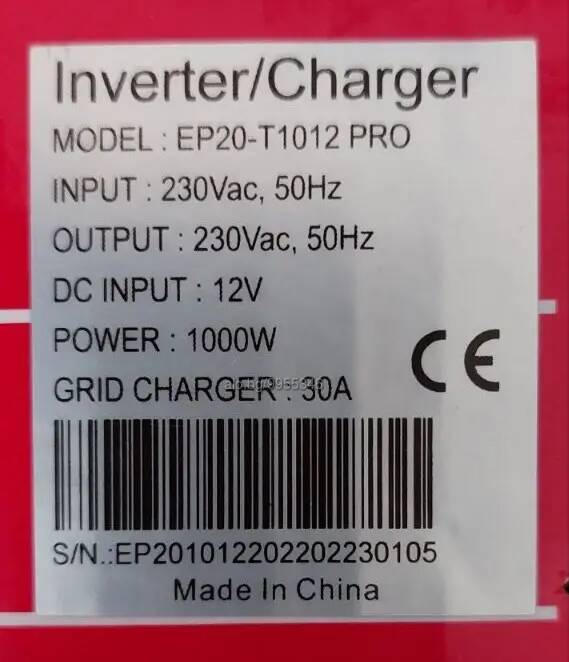 Inverter/Charger
MODEL : EP20-T1012 PRO
INPUT : 230Vac, 50Hz
OUTPUT : 230Vac, 50Hz
DC INPUT : 12V
POWER : 1000W
GRID CHARGER : 30A
S/N.:EP201012202202230105
Made In China